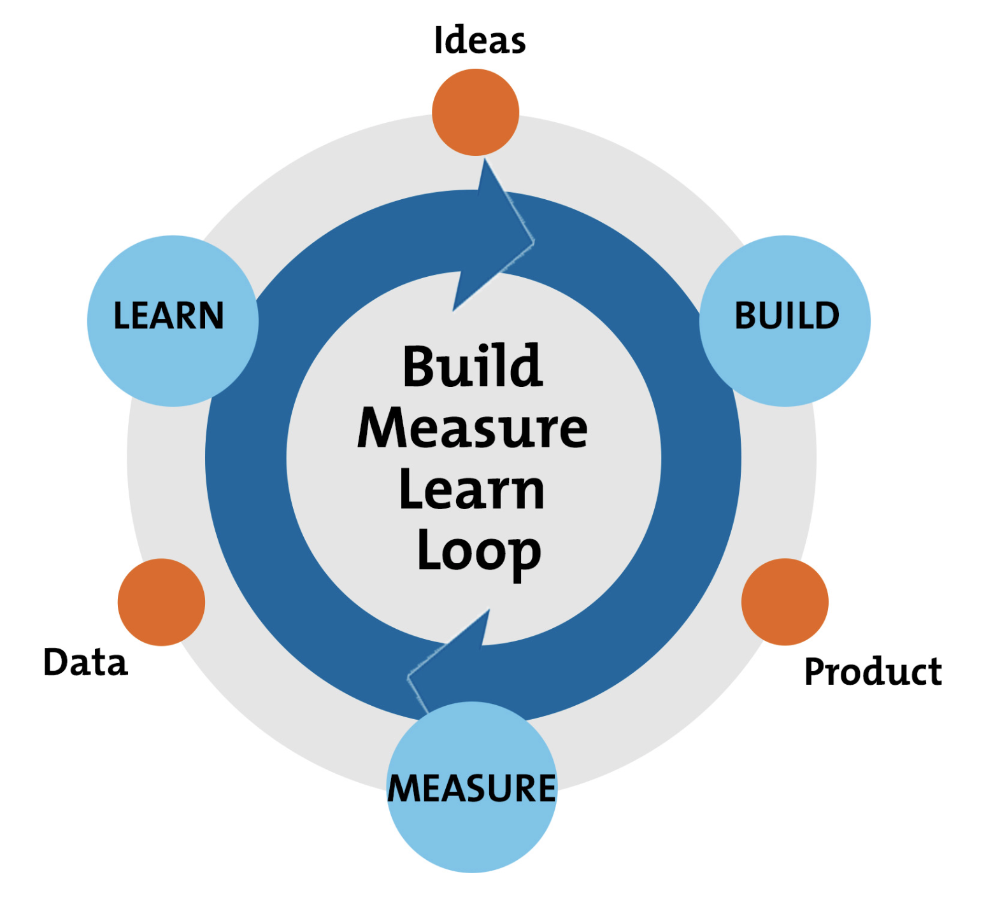 Ideas
LEARN
BUILD
Build
Measure
Learn
Loop
Data
Product
MEASURE